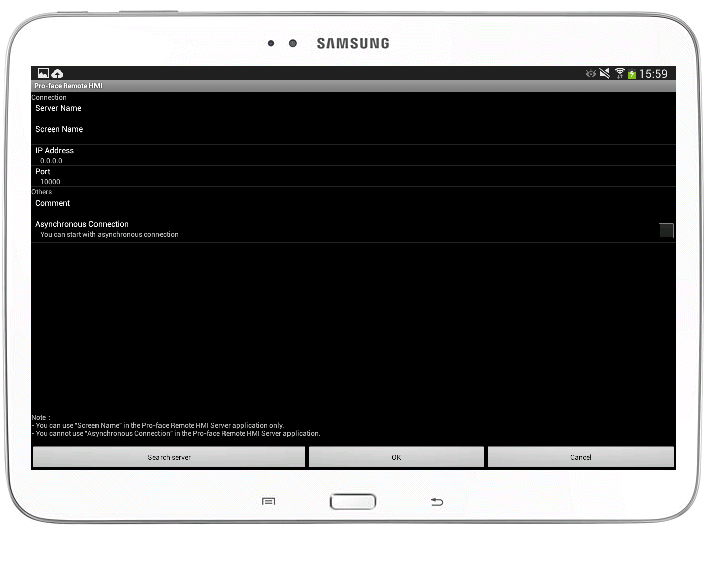 SAMSUNG
15:59
Pro-face Remote HMI
Connection
Server Name
Screen Name
IP Address
0.0.0.0
Port
10000
Others
Comment
Asynchronous Connection
You can start with asynchronous connection
Note :
- You can use "Screen Name" in the Pro-face Remote HMI Server application only.
- You cannot use "Asynchronous Connection" in the Pro-face Remote HMI Server application.
Search server
OK
Cancel